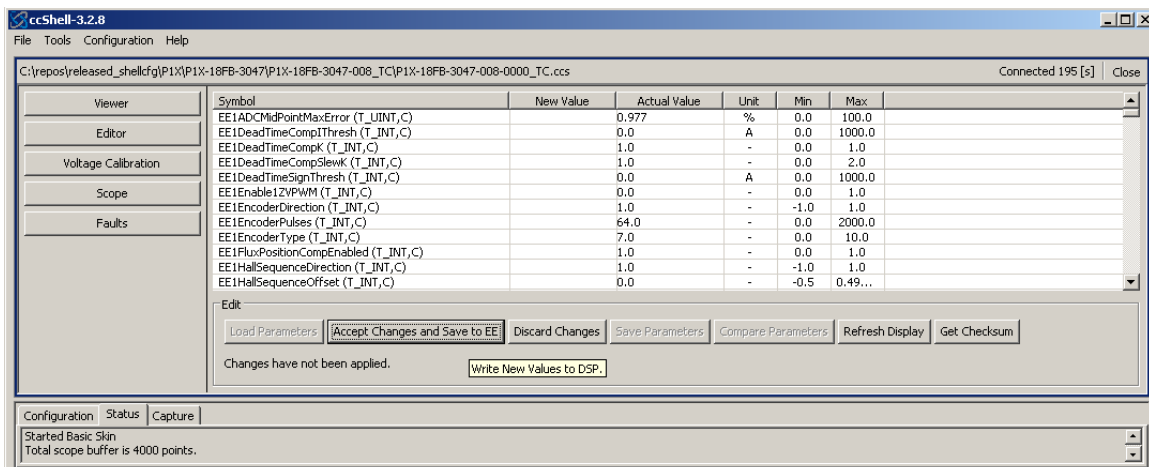 ccShell-3.2.8
File Tools Configuration Help
C:\repos\released_shellcfg\P1X\P1X-18FB-3047\P1X-18FB-3047-008_TC\P1X-18FB-3047-008-0000_TC.ccs Connected 195 [s] Close
Viewer
Editor
Voltage Calibration
Scope
Faults
Symbol New Value Actual Value Unit Min Max
EE1ADCMidPointMaxError (T_UINT,C) 0.977 % 0.0 100.0
EE1DeadTimeCompIThresh (T_INT,C) 0.0 A 0.0 1000.0
EE1DeadTimeCompK (T_INT,C) 1.0 - 0.0 1.0
EE1DeadTimeCompSlewK (T_INT,C) 1.0 - 0.0 2.0
EE1DeadTimeSignThresh (T_INT,C) 0.0 A 0.0 1000.0
EE1Enable1ZVPWM (T_INT,C) 0.0 - 0.0 1.0
EE1EncoderDirection (T_INT,C) 1.0 - -1.0 1.0
EE1EncoderPulses (T_INT,C) 64.0 - 0.0 2000.0
EE1EncoderType (T_INT,C) 7.0 - 0.0 10.0
EE1FluxPositionCompEnabled (T_INT,C) 1.0 - 0.0 1.0
EE1HallSequenceDirection (T_INT,C) 1.0 - -1.0 1.0
EE1HallSequenceOffset (T_INT,C) 0.0 - -0.5 0.49...
Edit
Load Parameters Accept Changes and Save to EE Discard Changes Save Parameters Compare Parameters Refresh Display Get Checksum
Changes have not been applied.
Write New Values to DSP.
Configuration Status Capture
Started Basic Skin
Total scope buffer is 4000 points.